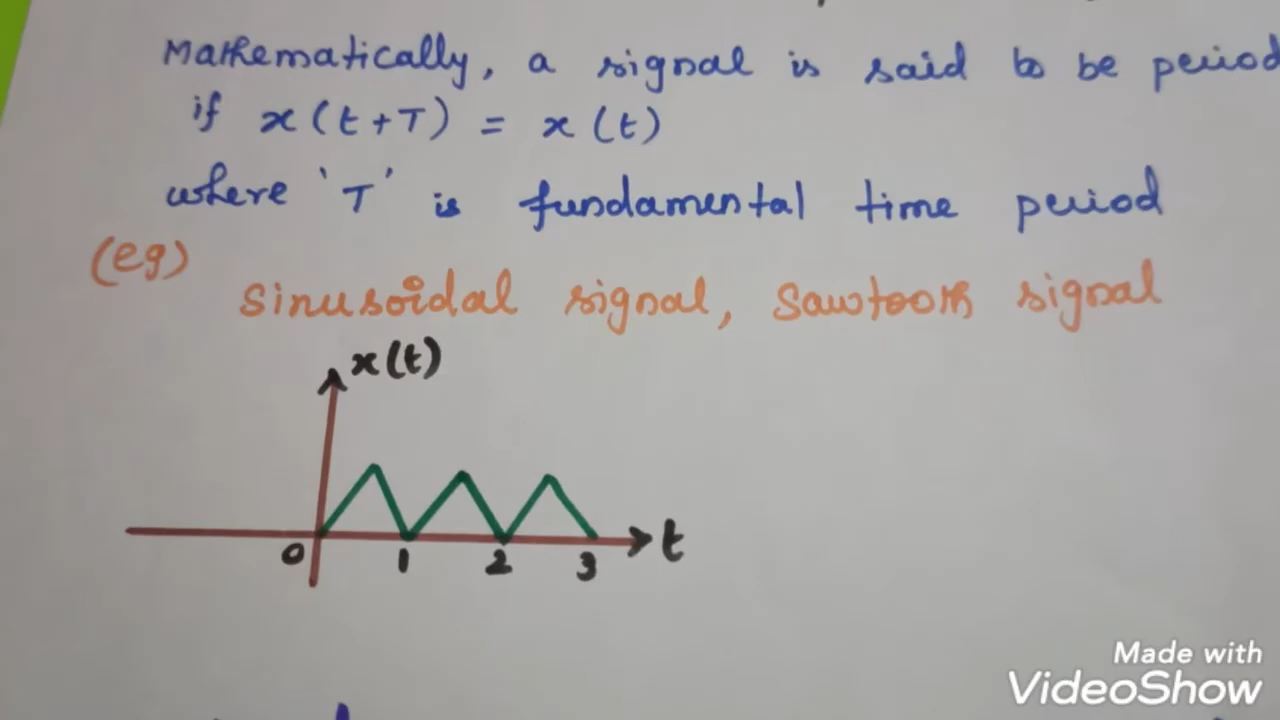 Mathematically, a signal is said to be period
if x(t+T) = x(t)
where 'T' is fundamental time period
(eg)
Sinusoidal signal, Sawtooth signal
x(t)
t
0 1 2 3
Made with
VideoShow